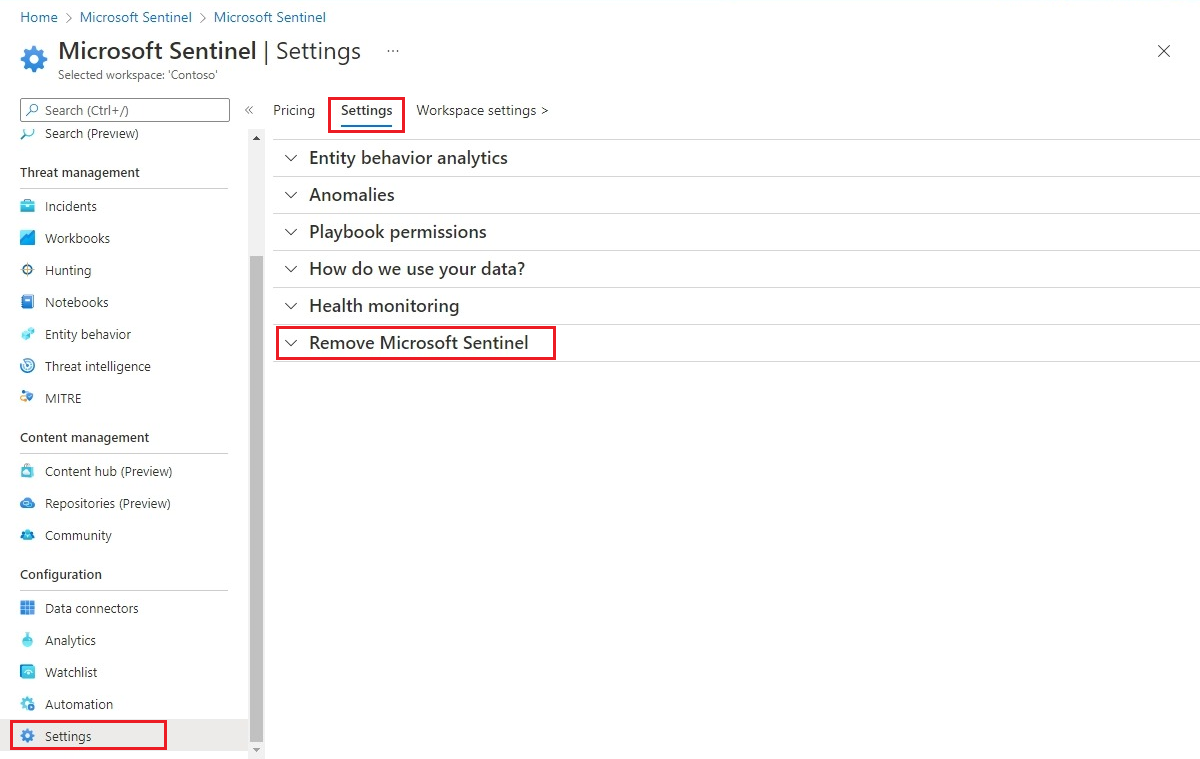 Home > Microsoft Sentinel > Microsoft Sentinel
Microsoft Sentinel | Settings ...
Selected workspace: 'Contoso'
Search (Ctrl+/)
«
Search (Preview)
Threat management
Incidents
Workbooks
Hunting
Notebooks
Entity behavior
Threat intelligence
MITRE
Content management
Content hub (Preview)
Repositories (Preview)
Community
Configuration
Data connectors
Analytics
Watchlist
Automation
Settings
Pricing Settings Workspace settings >
Entity behavior analytics
Anomalies
Playbook permissions
How do we use your data?
Health monitoring
Remove Microsoft Sentinel